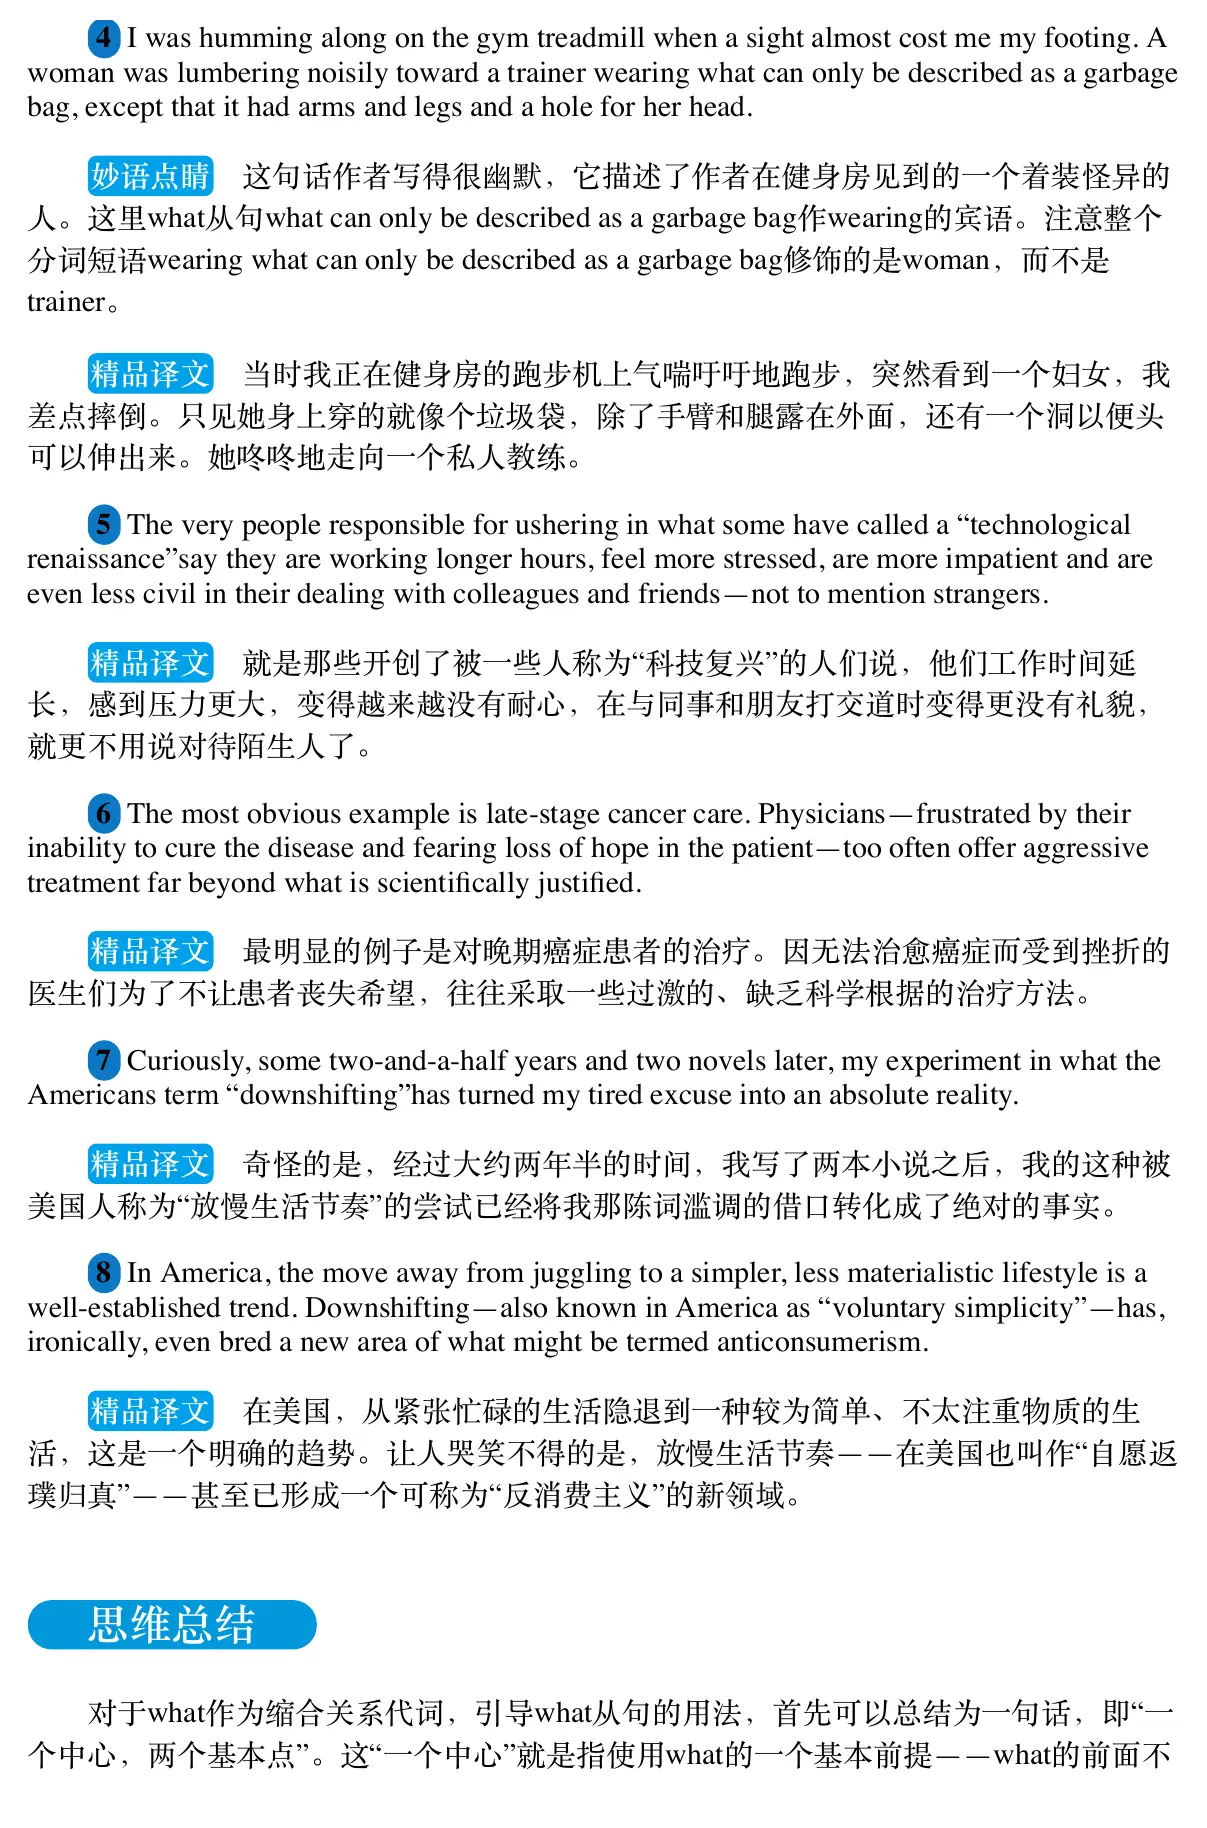 4 I was humming along on the gym treadmill when a sight almost cost me my footing. A
woman was lumbering noisily toward a trainer wearing what can only be described as a garbage
bag, except that it had arms and legs and a hole for her head.
妙语点睛 这句话作者写得很幽默，它描述了作者在健身房见到的一个着装怪异的
人。这里what从句what can only be described as a garbage bag作wearing的宾语。注意整个
分词短语wearing what can only be described as a garbage bag修饰的是woman，而不是
trainer。
精品译文 当时我正在健身房的跑步机上气喘吁吁地跑步，突然看到一个妇女，我
差点摔倒。只见她身上穿的就像个垃圾袋，除了手臂和腿露在外面，还有一个洞以便头
可以伸出来。她咚咚地走向一个私人教练。
5 The very people responsible for ushering in what some have called a “technological
renaissance”say they are working longer hours, feel more stressed, are more impatient and are
even less civil in their dealing with colleagues and friends—not to mention strangers.
精品译文 就是那些开创了被一些人称为“科技复兴”的人们说，他们工作时间延
长，感到压力更大，变得越来越没有耐心，在与同事和朋友打交道时变得更没有礼貌，
就更不用说对待陌生人了。
6 The most obvious example is late-stage cancer care. Physicians—frustrated by their
inability to cure the disease and fearing loss of hope in the patient—too often offer aggressive
treatment far beyond what is scientifically justified.
精品译文 最明显的例子是对晚期癌症患者的治疗。因无法治愈癌症而受到挫折的
医生们为了不让患者丧失希望，往往采取一些过激的、缺乏科学根据的治疗方法。
7 Curiously, some two-and-a-half years and two novels later, my experiment in what the
Americans term “downshifting”has turned my tired excuse into an absolute reality.
精品译文 奇怪的是，经过大约两年半的时间，我写了两本小说之后，我的这种被
美国人称为“放慢生活节奏”的尝试已经将我那陈词滥调的借口转化成了绝对的事实。
8 In America, the move away from juggling to a simpler, less materialistic lifestyle is a
well-established trend. Downshifting—also known in America as “voluntary simplicity”—has,
ironically, even bred a new area of what might be termed anticonsumerism.
精品译文 在美国，从紧张忙碌的生活隐退到一种较为简单、不太注重物质的生
活，这是一个明确的趋势。让人哭笑不得的是，放慢生活节奏——在美国也叫作“自愿返
璞归真”——甚至已形成一个可称为“反消费主义”的新领域。
思维总结
对于what作为缩合关系代词，引导what从句的用法，首先可以总结为一句话，即“一
个中心，两个基本点”。这“一个中心”就是指使用what的一个基本前提——what的前面不